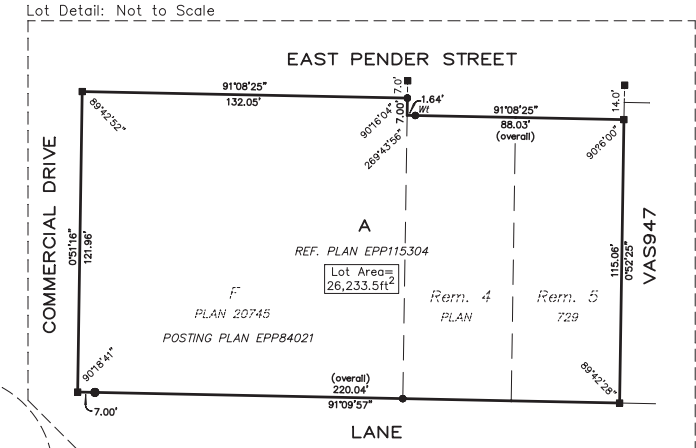 Lot Detail: Not to Scale
EAST PENDER STREET
91°08'25"
132.05'
7.0'
7.00'
1.64'
Wt
91°08'25"
88.03'
(overall)
14.0'
89°42'52"
90°16'04"
269°43'56"
COMMERCIAL DRIVE
0°51'16"
121.96'
A
REF. PLAN EPP115304
Lot Area=
26,233.5ft2
F
PLAN 20745
POSTING PLAN EPP84021
Rem. 4
PLAN
Rem. 5
729
115.06'
0°52'25"
VAS947
90°18'41"
89°42'28"
7.00'
(overall)
220.04'
91°09'57"
LANE